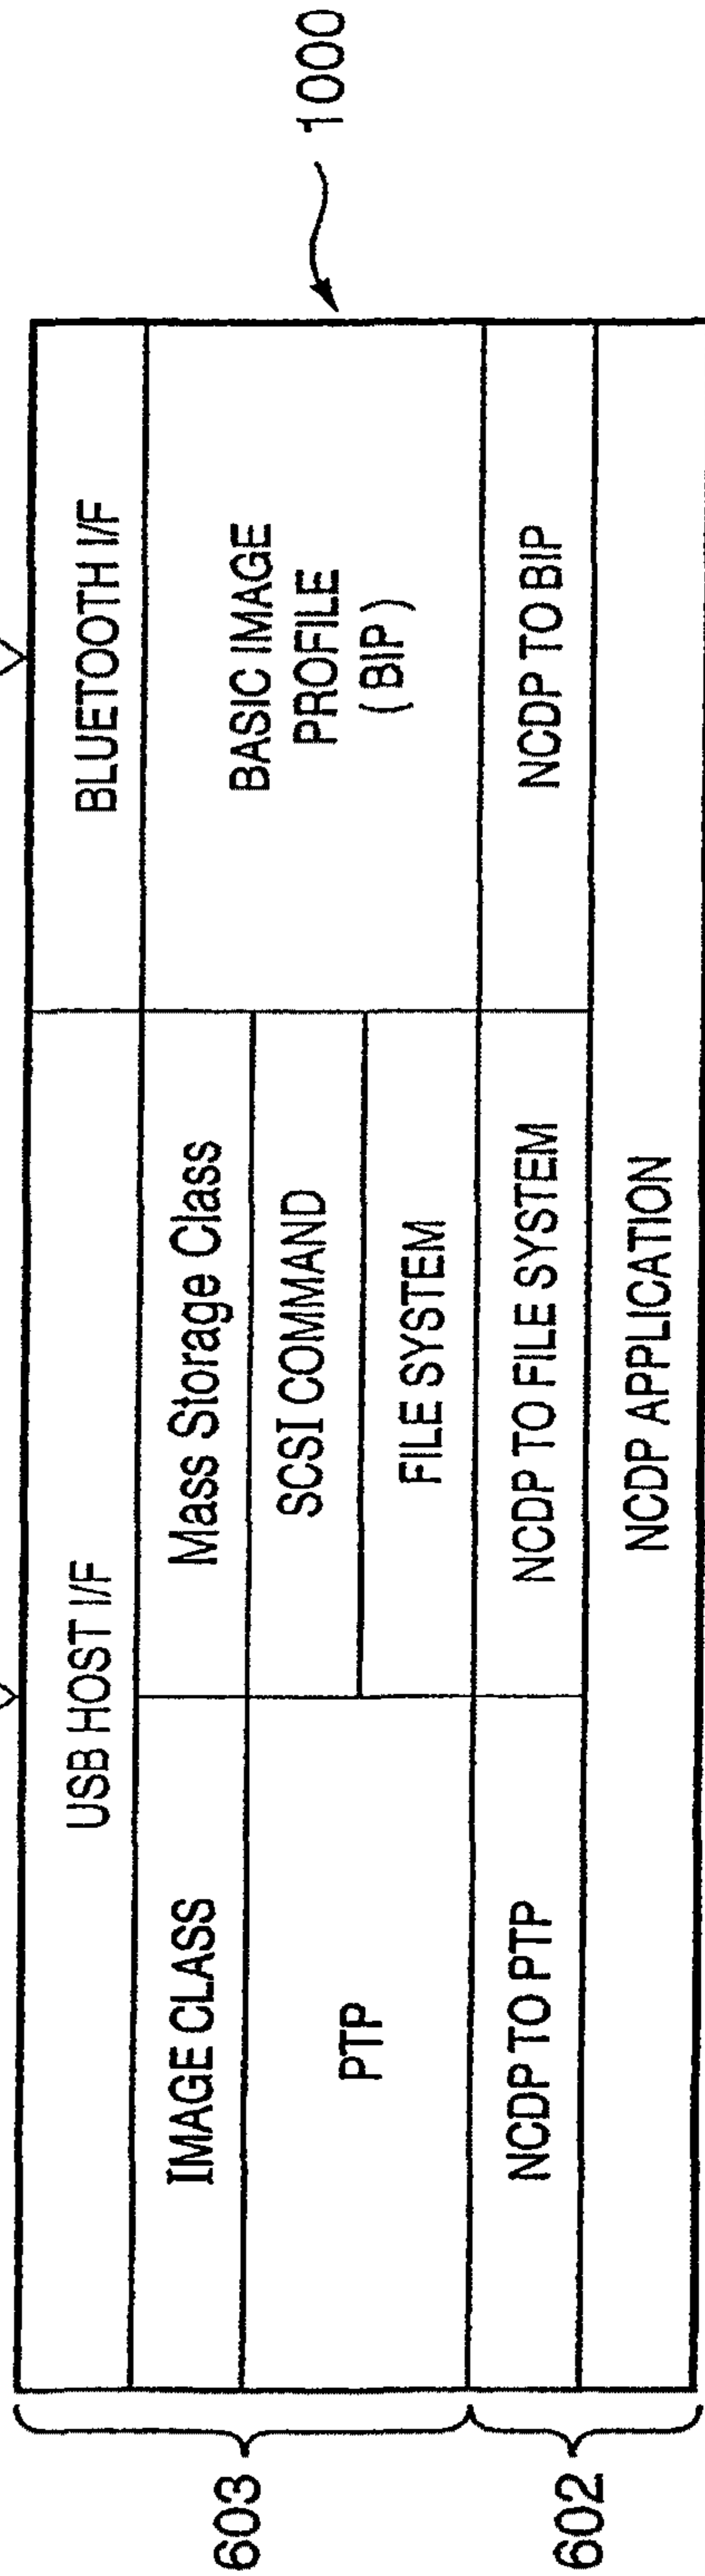 1000
USB HOST I/F
BLUETOOTH I/F
IMAGE CLASS
Mass Storage Class
BASIC IMAGE
PROFILE
( BIP )
SCSI COMMAND
PTP
FILE SYSTEM
603
NCDP TO PTP
NCDP TO FILE SYSTEM
NCDP TO BIP
NCDP APPLICATION
602